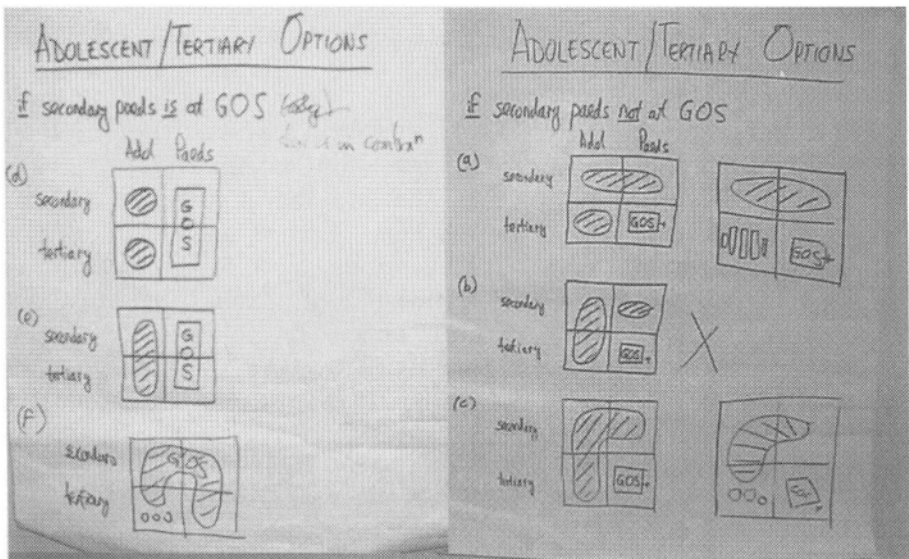 ADOLESCENT/TERTIARY OPTIONS
if secondary paeds is at GOS
in contrxn
Adol Paeds
(d)
secondary
G
O
tertiary
S
(e)
secondary
G
O
tertiary
S
(F)
secondary
GOS
tertiary
ADOLESCENT/TERTIARY OPTIONS
if secondary paeds not at GOS
Adol Paeds
(a)
secondary
tertiary
GOS+
GOS+
(b)
secondary
tertiary
GOS+
X
(c)
secondary
tertiary
GOS+
GOS+